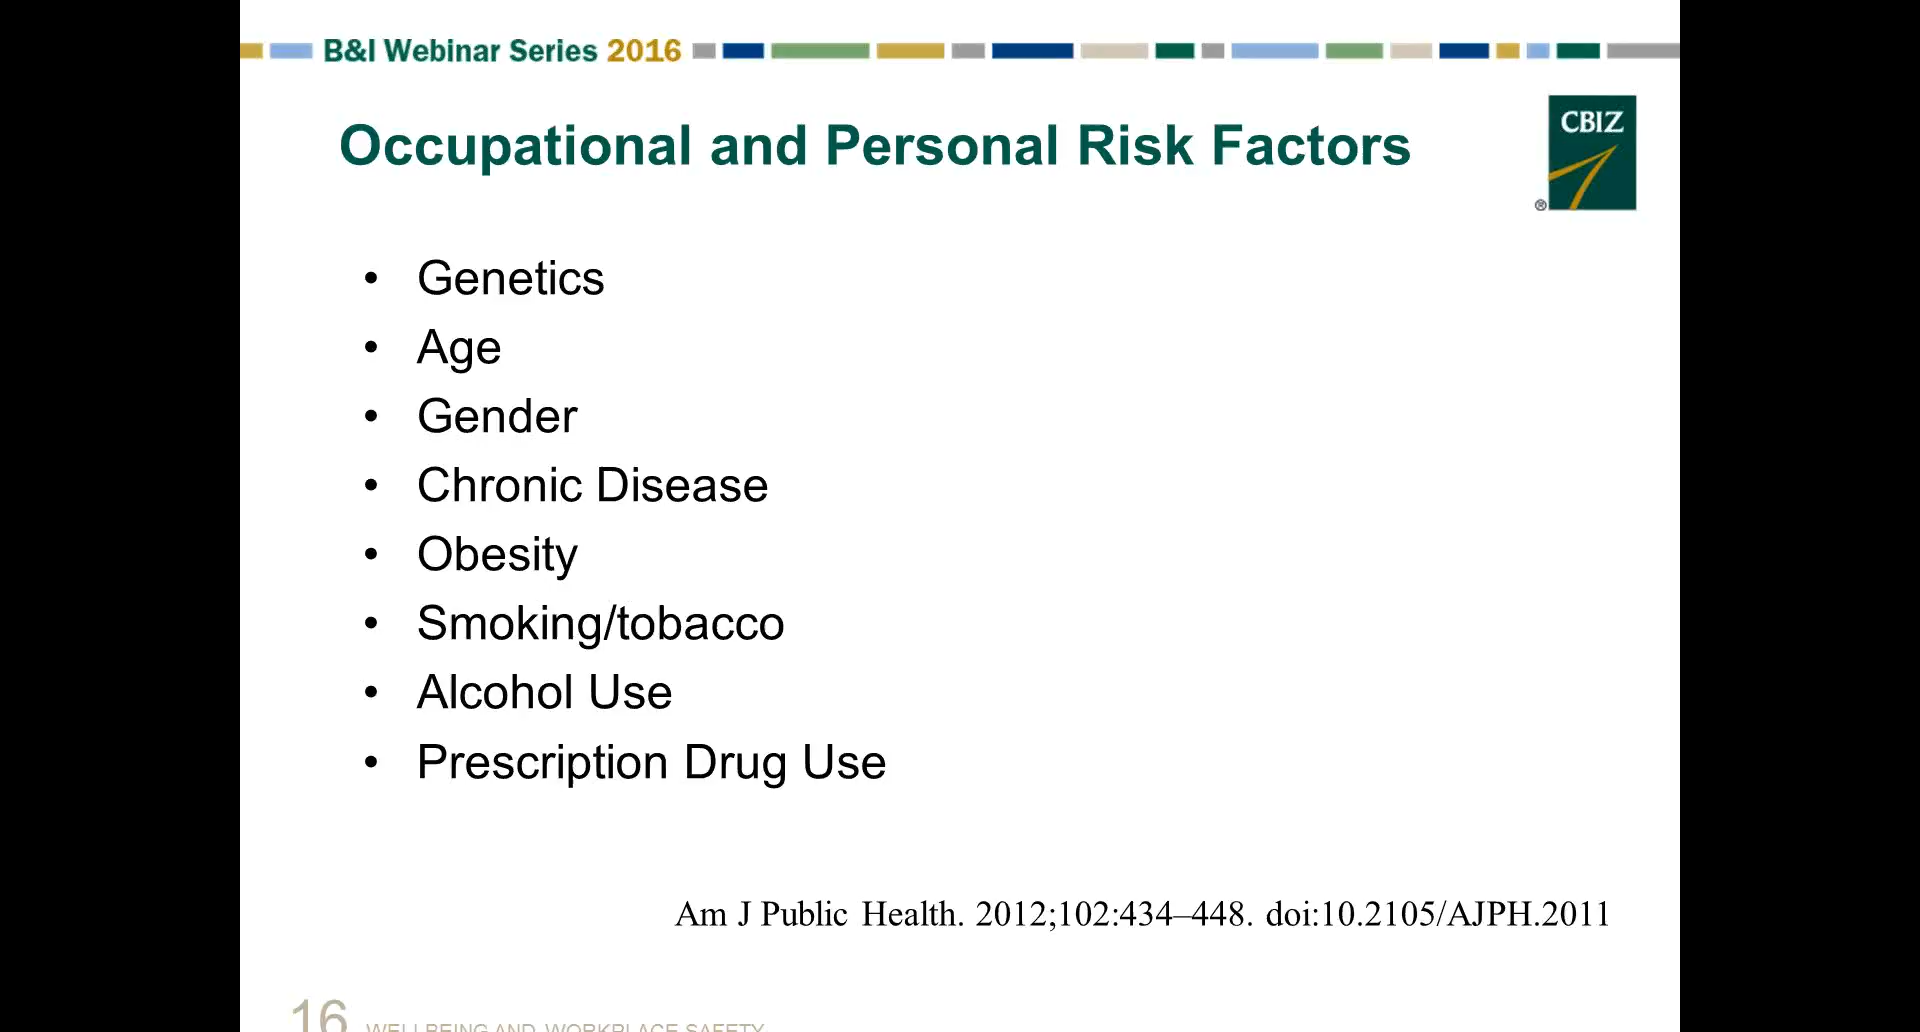 B&I Webinar Series 2016
Occupational and Personal Risk Factors
CBIZ
®
• Genetics
• Age
• Gender
• Chronic Disease
• Obesity
• Smoking/tobacco
• Alcohol Use
• Prescription Drug Use
Am J Public Health. 2012;102:434–448. doi:10.2105/AJPH.2011
16 WELLBEING AND WORKPLACE SAFETY